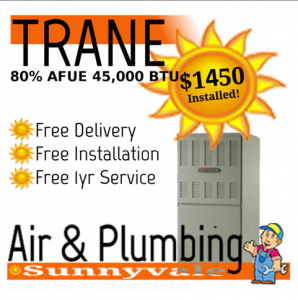 TRANE
80% AFUE 45,000 BTU
$1450
Installed!
Free Delivery
Free Installation
Free 1yr Service
Air & Plumbing
Sunnyvale